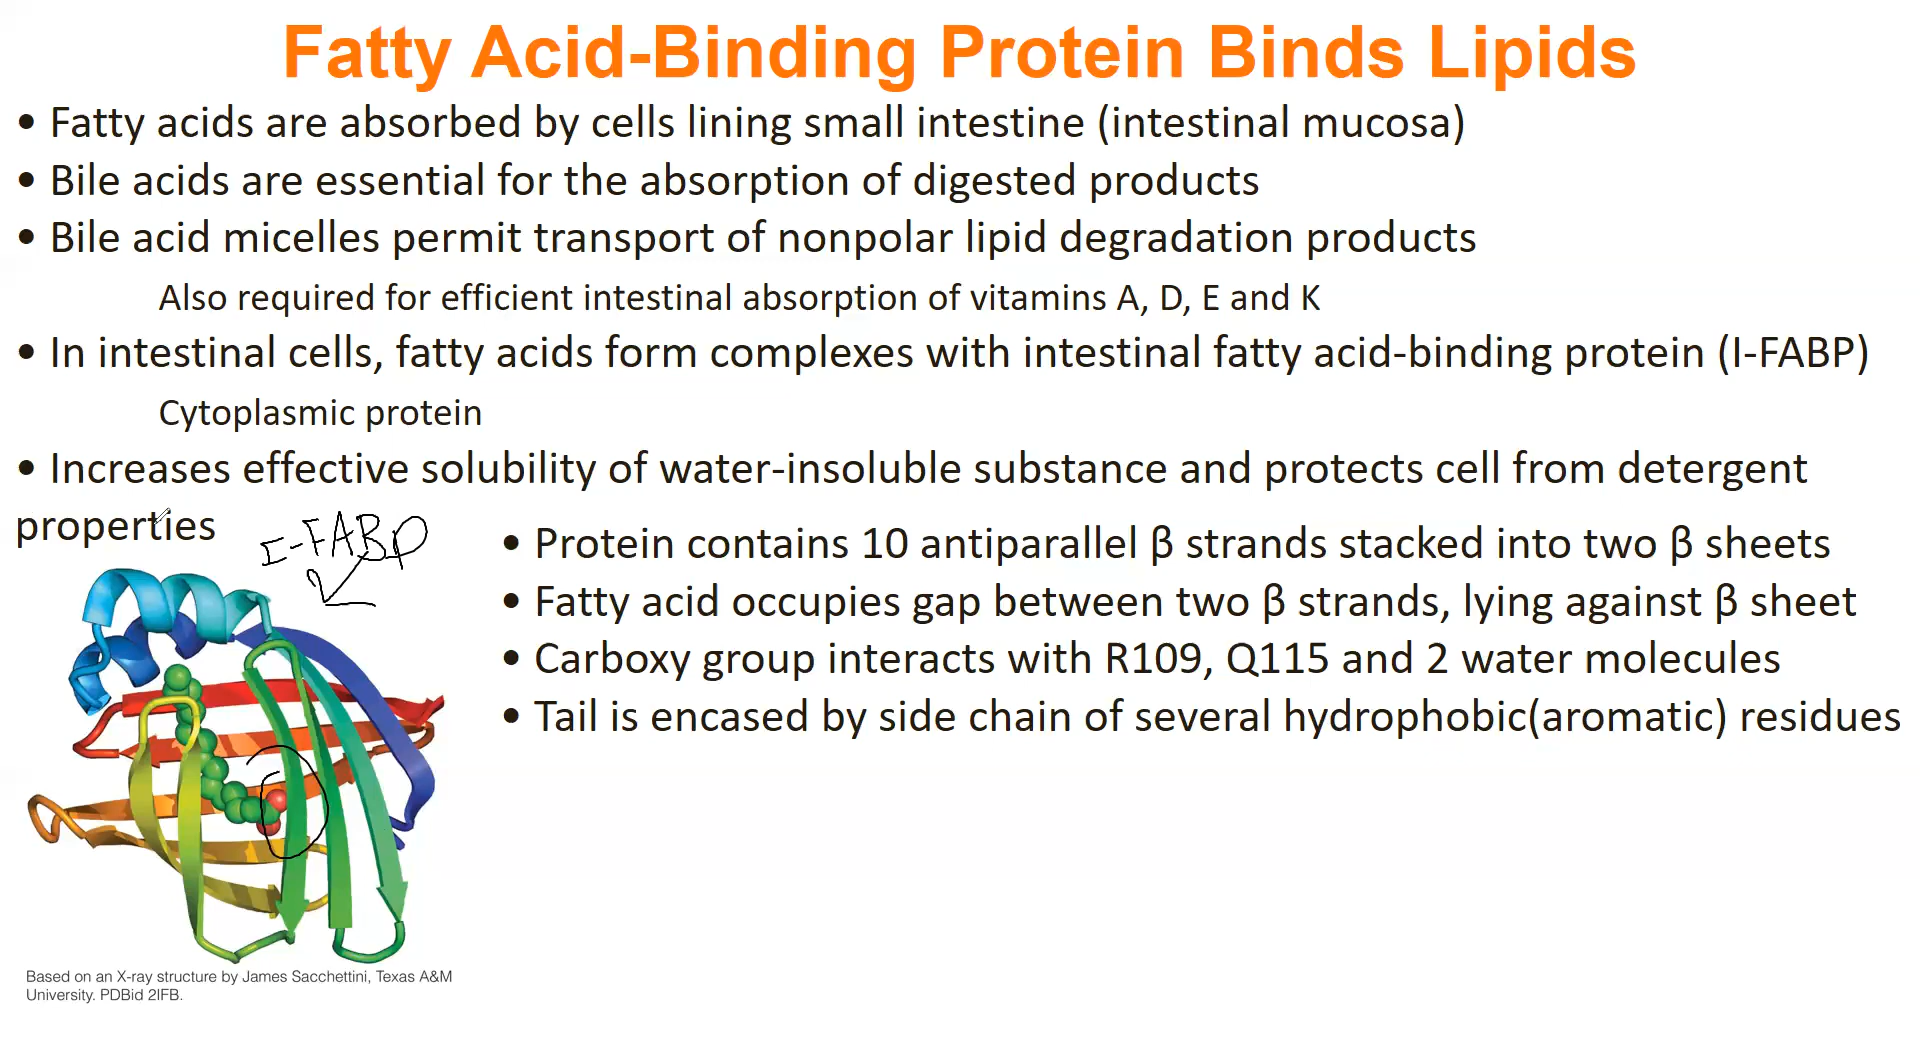 Fatty Acid-Binding Protein Binds Lipids
• Fatty acids are absorbed by cells lining small intestine (intestinal mucosa)
• Bile acids are essential for the absorption of digested products
• Bile acid micelles permit transport of nonpolar lipid degradation products
Also required for efficient intestinal absorption of vitamins A, D, E and K
• In intestinal cells, fatty acids form complexes with intestinal fatty acid-binding protein (I-FABP)
Cytoplasmic protein
• Increases effective solubility of water-insoluble substance and protects cell from detergent
properties
I-FABP
• Protein contains 10 antiparallel β strands stacked into two β sheets
• Fatty acid occupies gap between two β strands, lying against β sheet
• Carboxy group interacts with R109, Q115 and 2 water molecules
• Tail is encased by side chain of several hydrophobic(aromatic) residues
Based on an X-ray structure by James Sacchettini, Texas A&M
University. PDBid 2IFB.